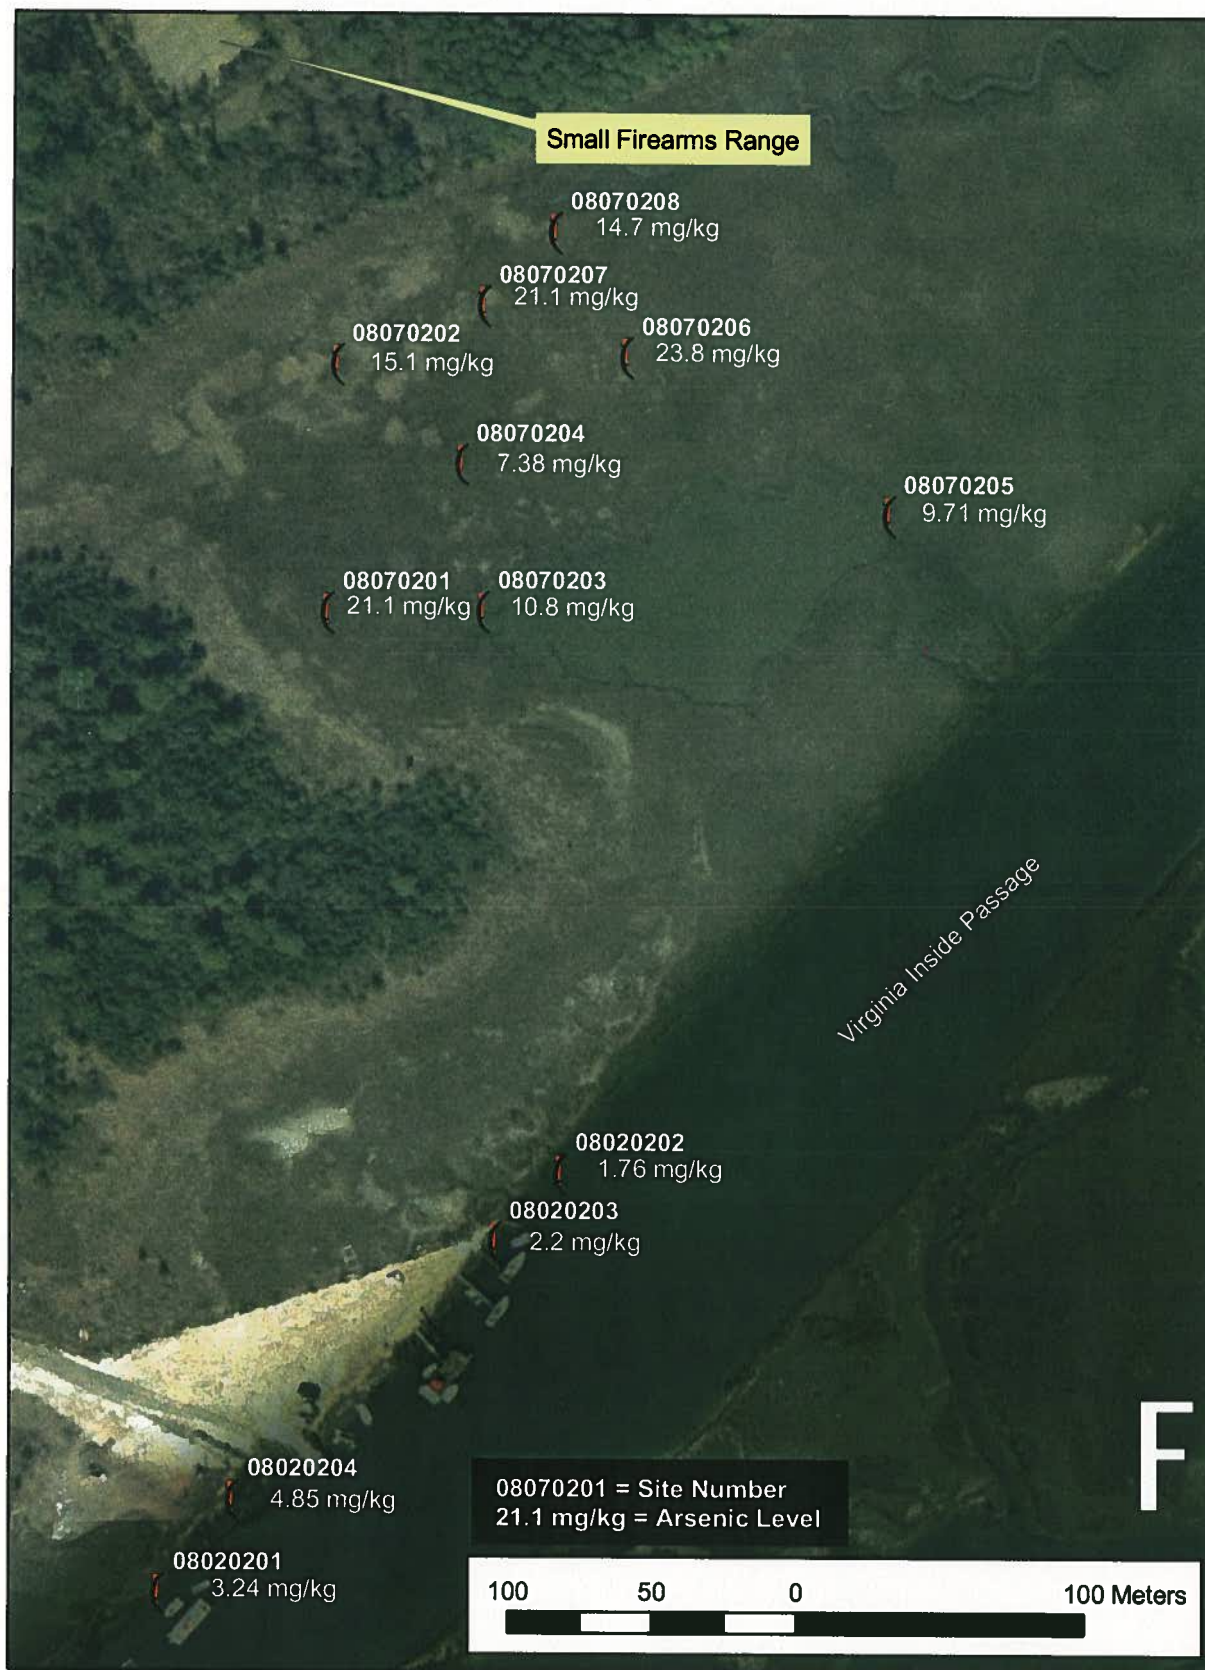 Small Firearms Range
08070208
14.7 mg/kg
08070207
21.1 mg/kg
08070202
15.1 mg/kg
08070206
23.8 mg/kg
08070204
7.38 mg/kg
08070205
9.71 mg/kg
08070201
21.1 mg/kg
08070203
10.8 mg/kg
Virginia Inside Passage
08020202
1.76 mg/kg
08020203
2.2 mg/kg
F
08020204
4.85 mg/kg
08070201 = Site Number
21.1 mg/kg = Arsenic Level
08020201
3.24 mg/kg
100 50 0 100 Meters